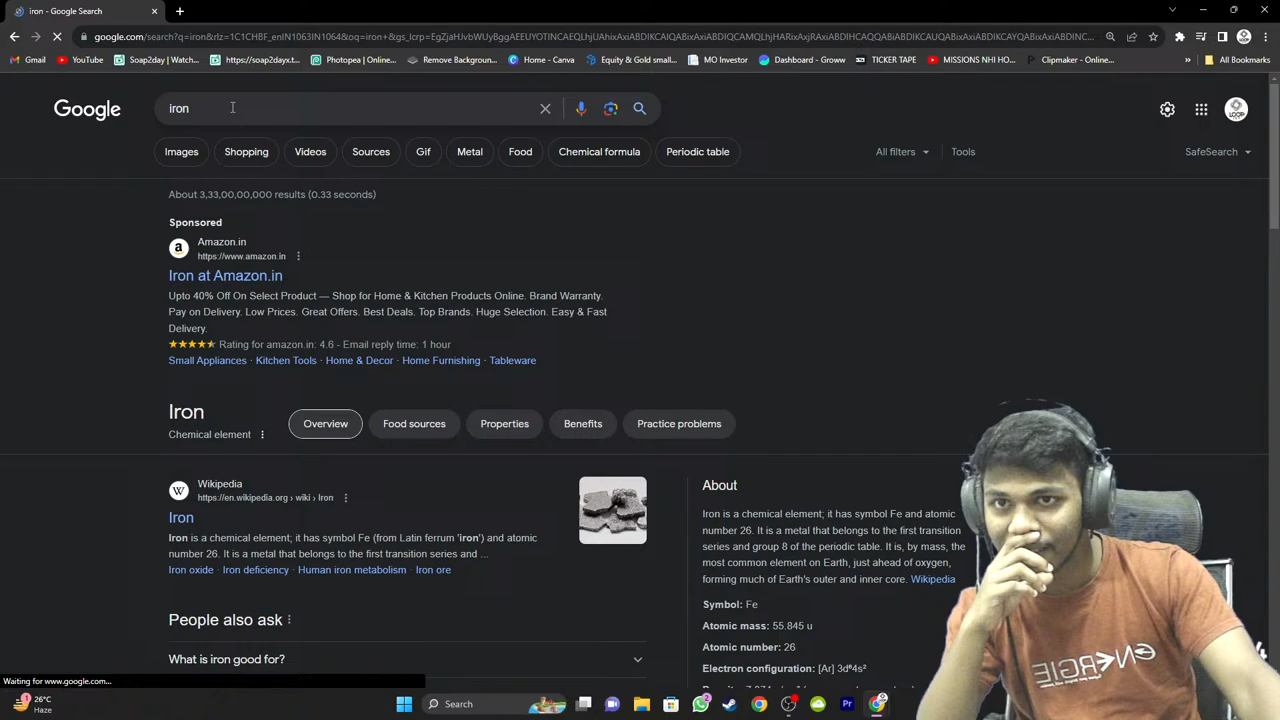 iron - Google Search
google.com/search?q=iron&rlz=1C1CHBF_enIN1063IN1064&oq=iron+&gs_lcrp=
Gmail YouTube Soap2day | Watch... https://soap2dayx.t... Photopea | Online... Remove Backgroun... Home - Canva Equity & Gold small... MO Investor Dashboard - Groww TICKER TAPE MISSIONS NHI HO... Clipmaker - Online... » All Bookmarks
Google
iron
Images Shopping Videos Sources Gif Metal Food Chemical formula Periodic table All filters Tools SafeSearch
About 3,33,00,00,000 results (0.33 seconds)
Sponsored
Amazon.in
https://www.amazon.in
Iron at Amazon.in
Upto 40% Off On Select Product — Shop for Home & Kitchen Products Online. Brand Warranty.
Pay on Delivery. Low Prices. Great Offers. Best Deals. Top Brands. Huge Selection. Easy & Fast
Delivery.
Rating for amazon.in: 4.6 - Email reply time: 1 hour
Small Appliances · Kitchen Tools · Home & Decor · Home Furnishing · Tableware
Iron
Chemical element
Overview Food sources Properties Benefits Practice problems
Wikipedia
https://en.wikipedia.org › wiki › Iron
Iron
Iron is a chemical element; it has symbol Fe (from Latin ferrum 'iron') and atomic
number 26. It is a metal that belongs to the first transition series and ...
Iron oxide · Iron deficiency · Human iron metabolism · Iron ore
People also ask
What is iron good for?
About
Iron is a chemical element; it has symbol Fe and atomic
number 26. It is a metal that belongs to the first transition
series and group 8 of the periodic table. It is, by mass, the
most common element on Earth, just ahead of oxygen,
forming much of Earth's outer and inner core. Wikipedia
Symbol: Fe
Atomic mass: 55.845 u
Atomic number: 26
Electron configuration: [Ar] 3d⁶4s²
Waiting for www.google.com...
26°C
Haze
Search
ENERGIE